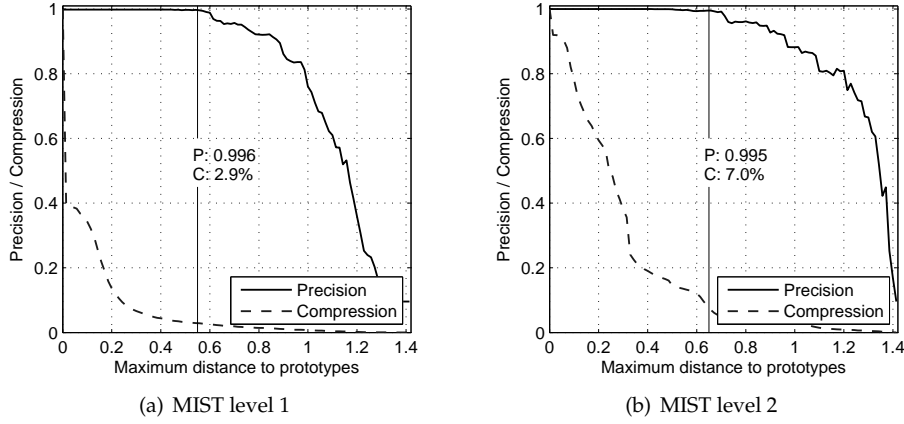 1
0.8
0.6
0.4
0.2
0
Precision / Compression
P: 0.996
C: 2.9%
Precision
Compression
0 0.2 0.4 0.6 0.8 1 1.2 1.4
Maximum distance to prototypes
(a) MIST level 1
1
0.8
0.6
0.4
0.2
0
Precision / Compression
P: 0.995
C: 7.0%
Precision
Compression
0 0.2 0.4 0.6 0.8 1 1.2 1.4
Maximum distance to prototypes
(b) MIST level 2